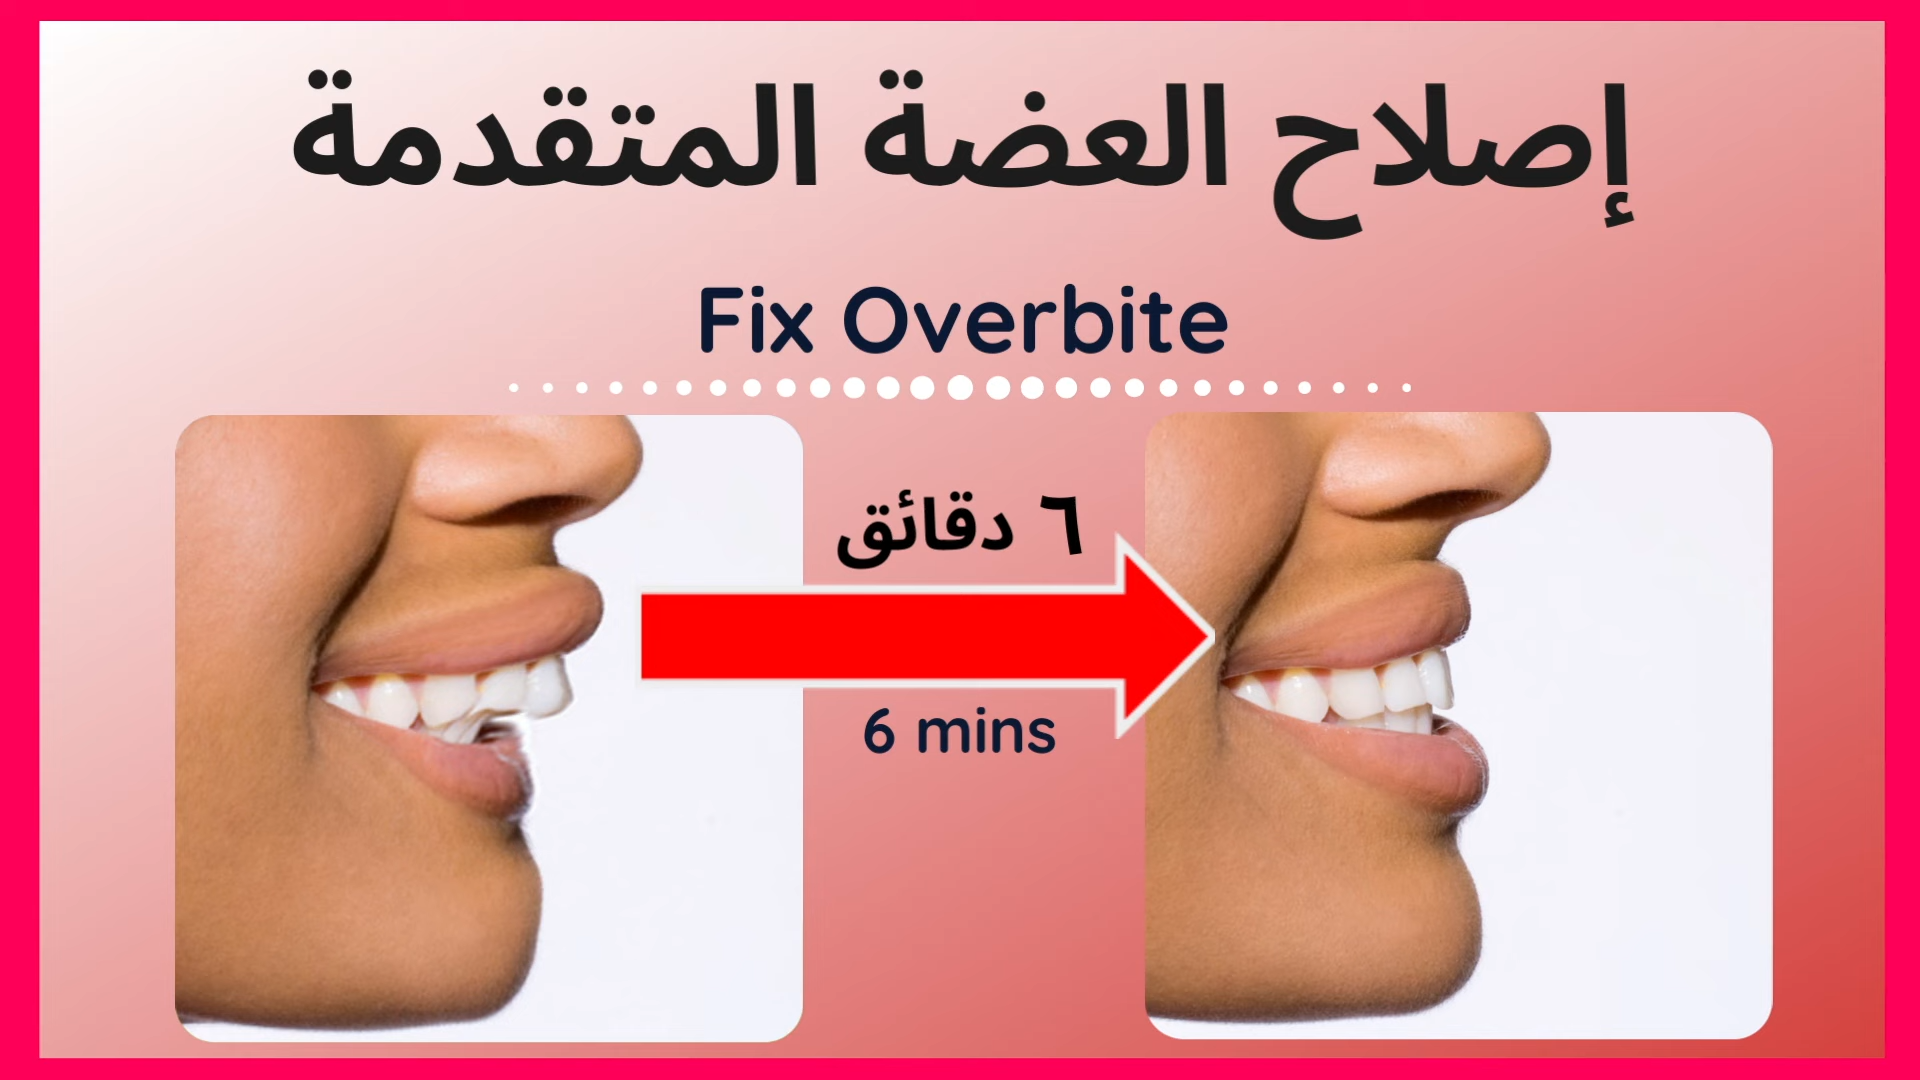 إصلاح العضة المتقدمة
Fix Overbite
٦ دقائق
6 mins